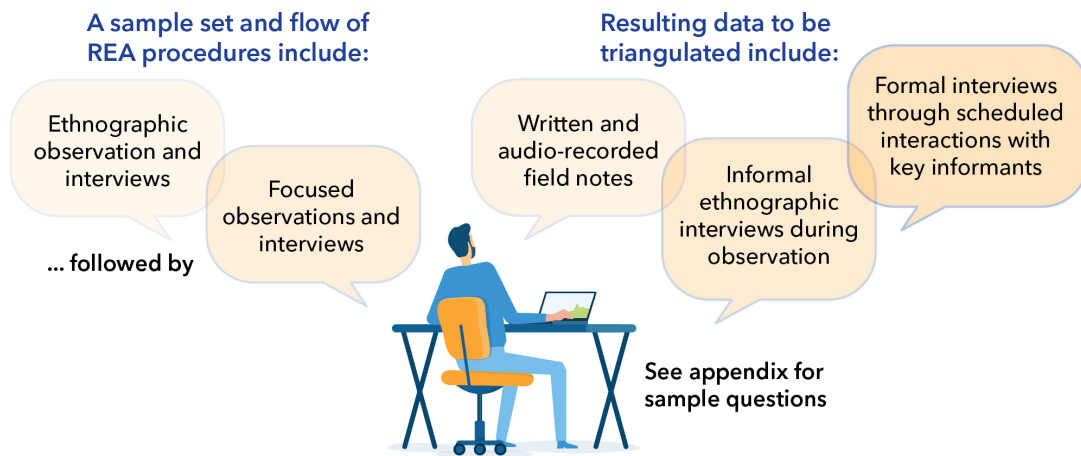 A sample set and flow of
REA procedures include:
Ethnographic
observation and
interviews
... followed by
Focused
observations and
interviews
Resulting data to be
triangulated include:
Written and
audio-recorded
field notes
Informal
ethnographic
interviews during
observation
Formal interviews
through scheduled
interactions with
key informants
See appendix for
sample questions